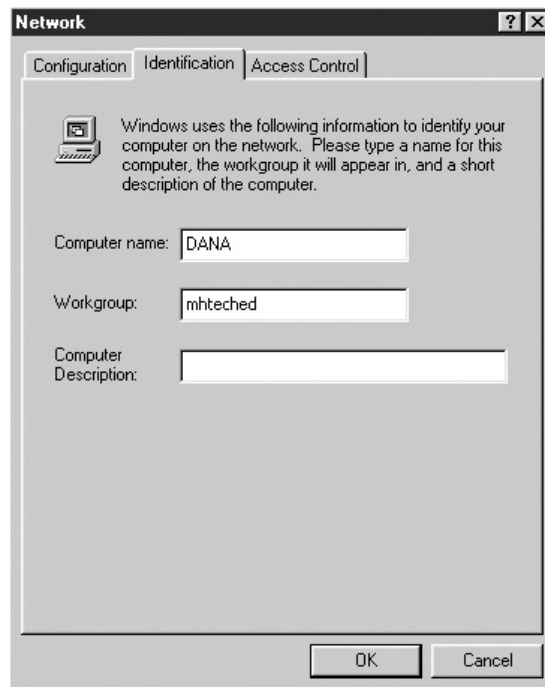 Network
Configuration Identification Access Control
Windows uses the following information to identify your
computer on the network. Please type a name for this
computer, the workgroup it will appear in, and a short
description of the computer.
Computer name: DANA
Workgroup: mhteched
Computer
Description:
OK Cancel